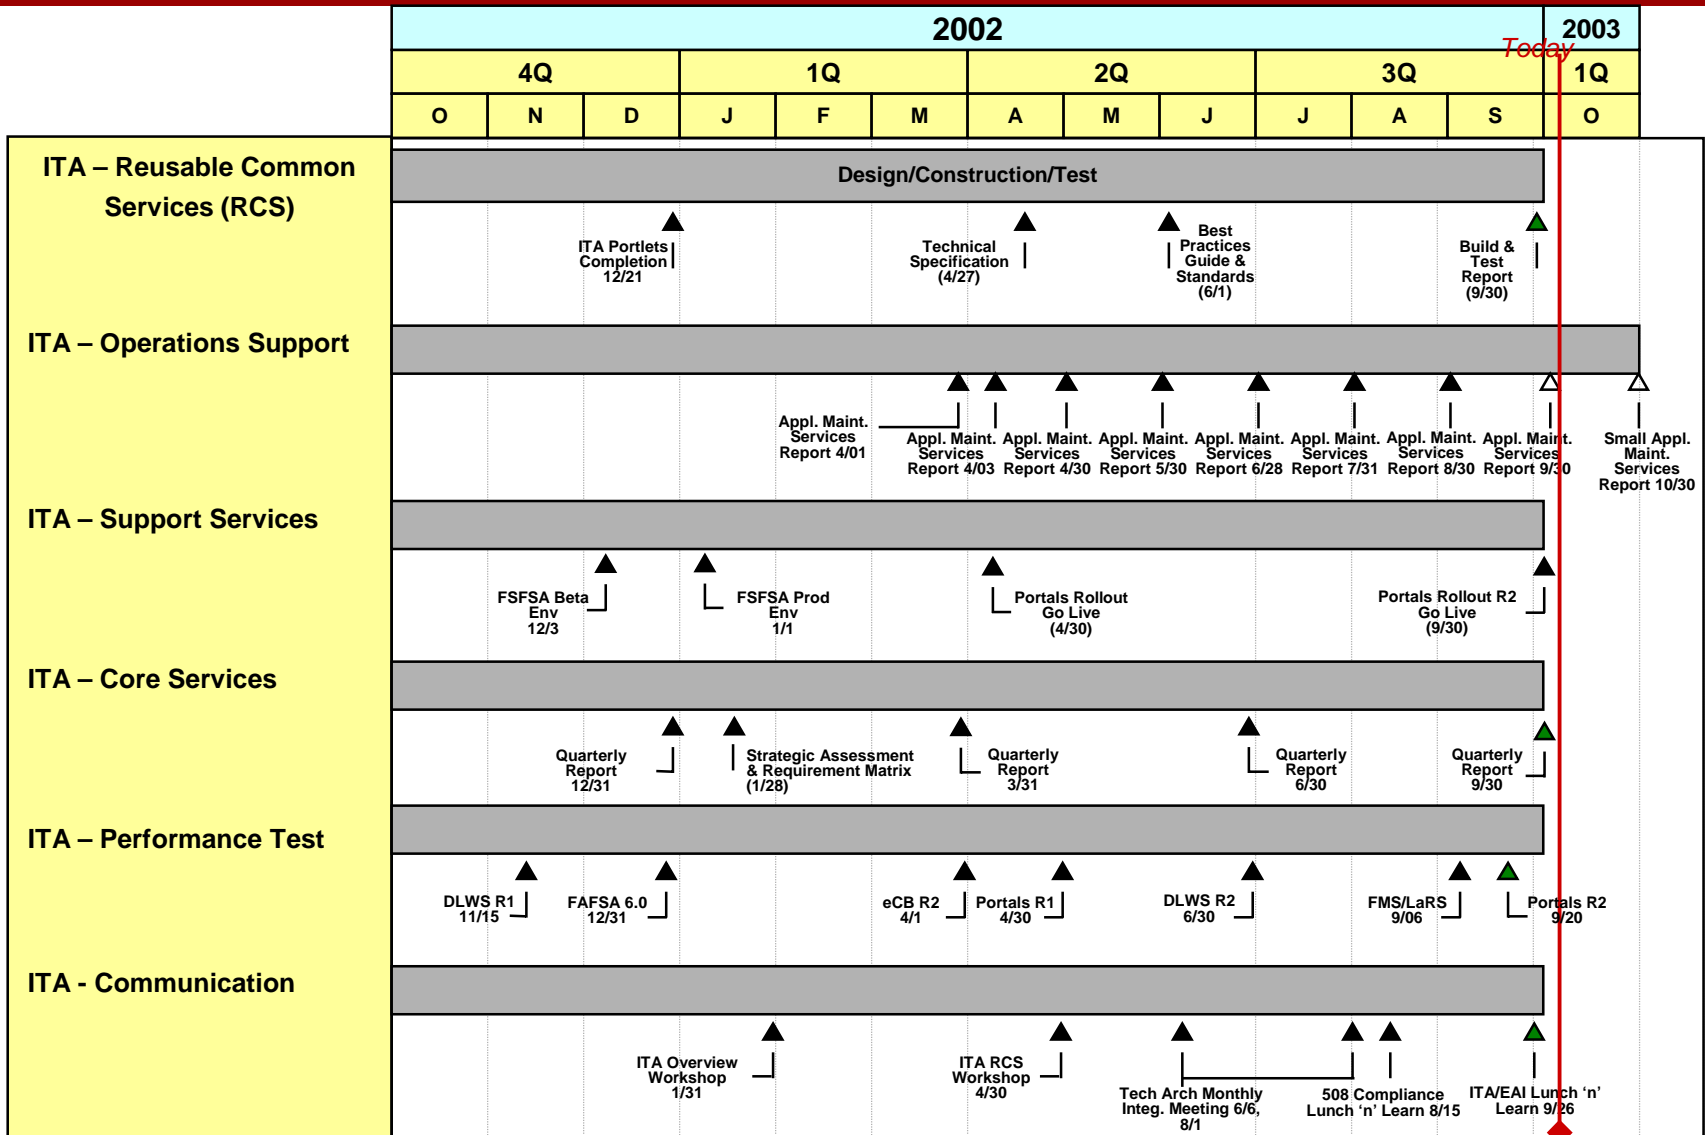 2002
2003
Today
4Q
1Q
2Q
3Q
1Q
O
N
D
J
F
M
A
M
J
J
A
S
O
ITA – Reusable Common
Services (RCS)
Design/Construction/Test
ITA Portlets
Completion
12/21
Technical
Specification
(4/27)
Best
Practices
Guide &
Standards
(6/1)
Build &
Test
Report
(9/30)
ITA – Operations Support
Appl. Maint.
Services
Report 4/01
Appl. Maint.
Services
Report 4/03
Appl. Maint.
Services
Report 4/30
Appl. Maint.
Services
Report 5/30
Appl. Maint.
Services
Report 6/28
Appl. Maint.
Services
Report 7/31
Appl. Maint.
Services
Report 8/30
Appl. Maint.
Services
Report 9/30
Small Appl.
Maint.
Services
Report 10/30
ITA – Support Services
FSFSA Beta
Env
12/3
FSFSA Prod
Env
1/1
Portals Rollout
Go Live
(4/30)
Portals Rollout R2
Go Live
(9/30)
ITA – Core Services
Quarterly
Report
12/31
Strategic Assessment
& Requirement Matrix
(1/28)
Quarterly
Report
3/31
Quarterly
Report
6/30
Quarterly
Report
9/30
ITA – Performance Test
DLWS R1
11/15
FAFSA 6.0
12/31
eCB R2
4/1
Portals R1
4/30
DLWS R2
6/30
FMS/LaRS
9/06
Portals R2
9/20
ITA - Communication
ITA Overview
Workshop
1/31
ITA RCS
Workshop
4/30
Tech Arch Monthly
Integ. Meeting 6/6,
8/1
508 Compliance
Lunch ‘n’ Learn 8/15
ITA/EAI Lunch ‘n’
Learn 9/26